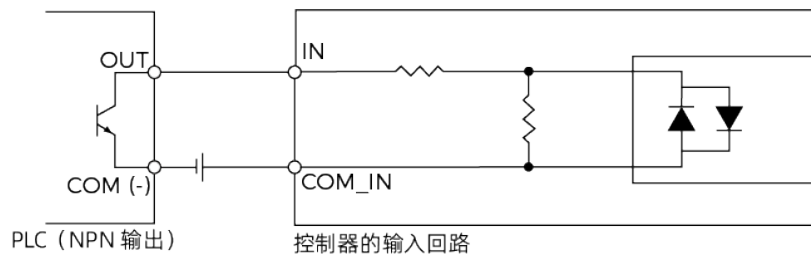 OUT
IN
COM (-)
COM_IN
PLC（NPN 输出）
控制器的输入回路